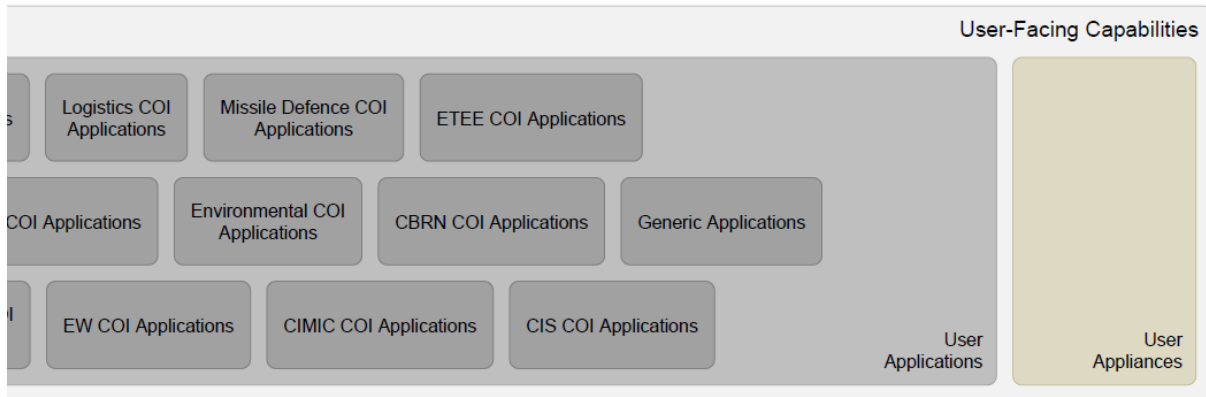 User-Facing Capabilities
s
Logistics COI
Applications
Missile Defence COI
Applications
ETEE COI Applications
COI Applications
Environmental COI
Applications
CBRN COI Applications
Generic Applications
EW COI Applications
CIMIC COI Applications
CIS COI Applications
User
Applications
User
Appliances